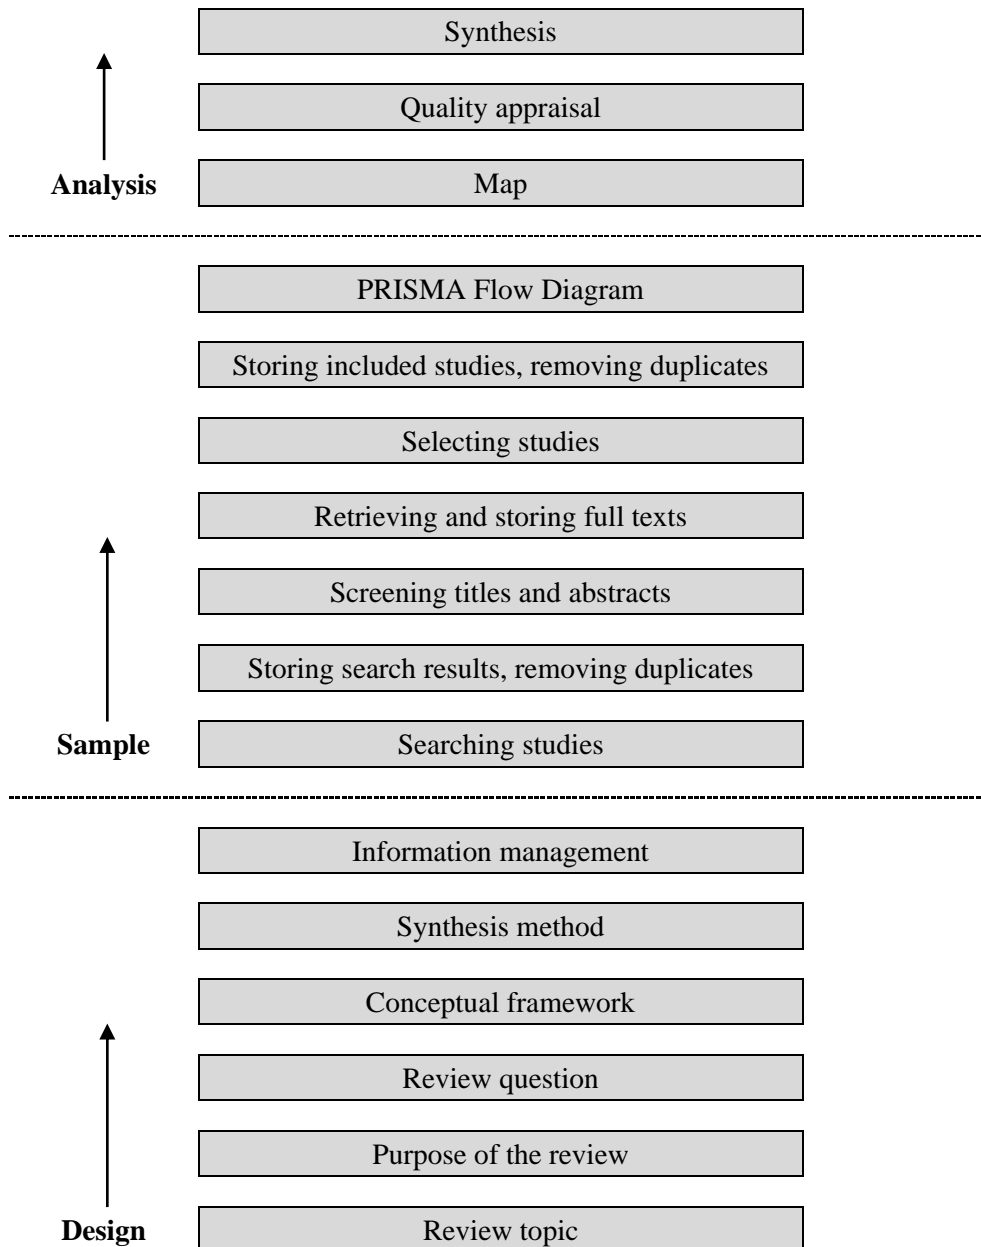 Synthesis
Quality appraisal
Analysis
Map
PRISMA Flow Diagram
Storing included studies, removing duplicates
Selecting studies
Retrieving and storing full texts
Screening titles and abstracts
Storing search results, removing duplicates
Sample
Searching studies
Information management
Synthesis method
Conceptual framework
Review question
Purpose of the review
Design
Review topic